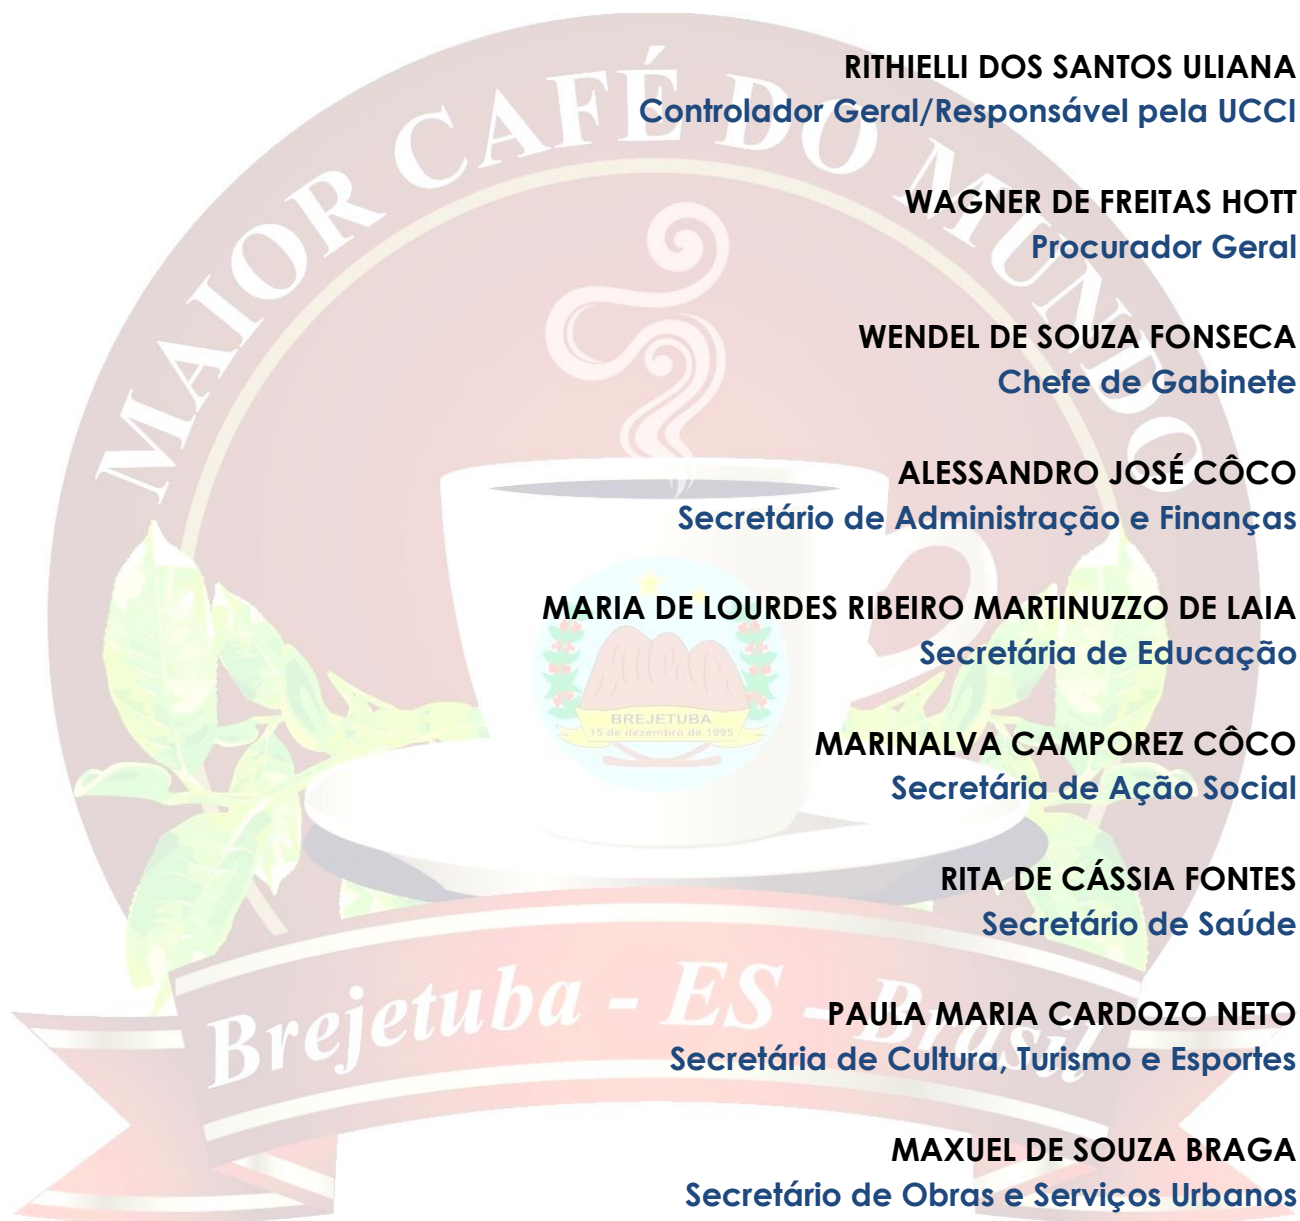 MAIOR CAFÉ DO MUNDO
RITHIELLI DOS SANTOS ULIANA
Controlador Geral/Responsável pela UCCI
WAGNER DE FREITAS HOTT
Procurador Geral
WENDEL DE SOUZA FONSECA
Chefe de Gabinete
ALESSANDRO JOSÉ CÔCO
Secretário de Administração e Finanças
MARIA DE LOURDES RIBEIRO MARTINUZZO DE LAIA
Secretária de Educação
BREJETUBA
15 de dezembro de 1995
MARINALVA CAMPOREZ CÔCO
Secretária de Ação Social
RITA DE CÁSSIA FONTES
Secretário de Saúde
Brejetuba - ES - Brasil
PAULA MARIA CARDOZO NETO
Secretária de Cultura, Turismo e Esportes
MAXUEL DE SOUZA BRAGA
Secretário de Obras e Serviços Urbanos